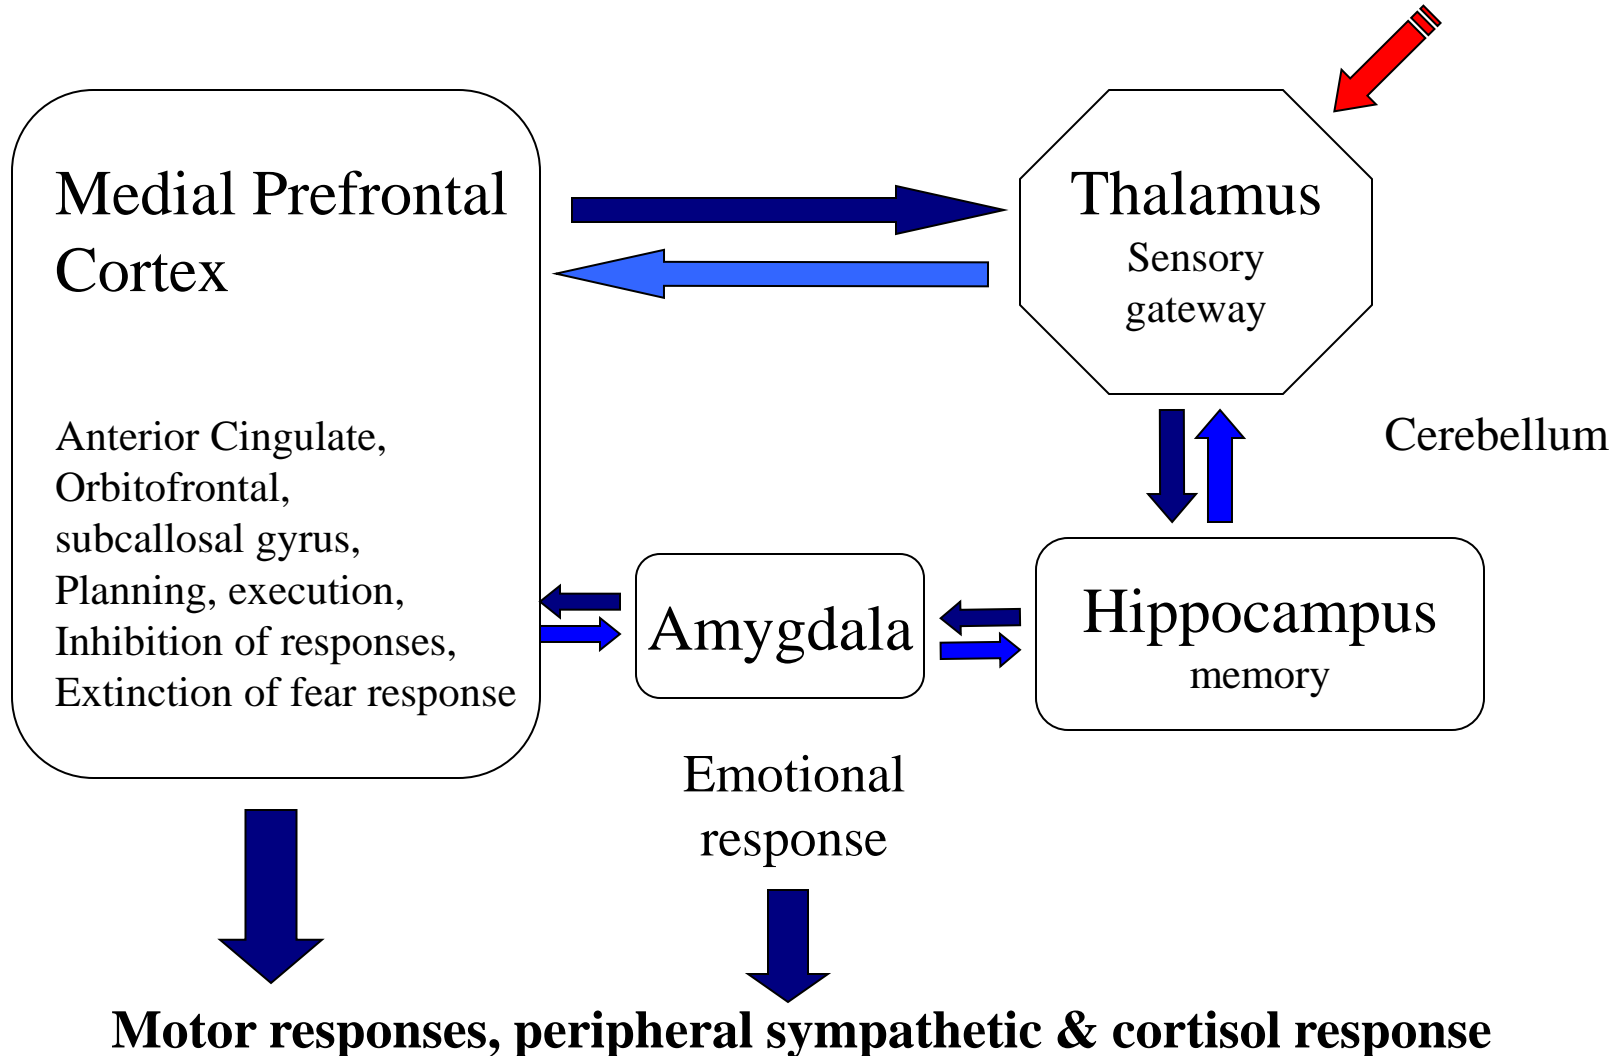 Medial Prefrontal
Cortex
Anterior Cingulate,
Orbitofrontal,
subcallosal gyrus,
Planning, execution,
Inhibition of responses,
Extinction of fear response
Thalamus
Sensory
gateway
Cerebellum
Amygdala
Hippocampus
memory
Emotional
response
Motor responses, peripheral sympathetic & cortisol response